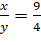 x/y = 9/4